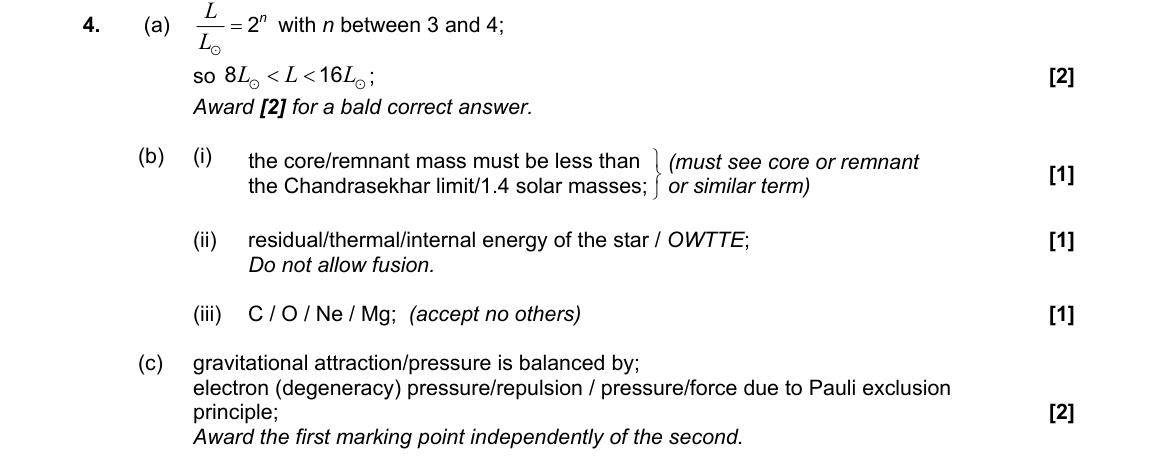 4. (a) L/L☉ = 2ⁿ with n between 3 and 4;
so 8L☉ < L < 16L☉; [2]
Award [2] for a bald correct answer.
(b) (i) the core/remnant mass must be less than } (must see core or remnant
the Chandrasekhar limit/1.4 solar masses; } or similar term) [1]
(ii) residual/thermal/internal energy of the star / OWTTE; [1]
Do not allow fusion.
(iii) C / O / Ne / Mg; (accept no others) [1]
(c) gravitational attraction/pressure is balanced by;
electron (degeneracy) pressure/repulsion / pressure/force due to Pauli exclusion
principle; [2]
Award the first marking point independently of the second.